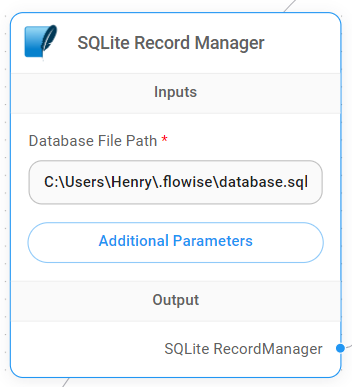 SQLite Record Manager
Inputs
Database File Path *
C:\Users\Henry\.flowise\database.sql
Additional Parameters
Output
SQLite RecordManager